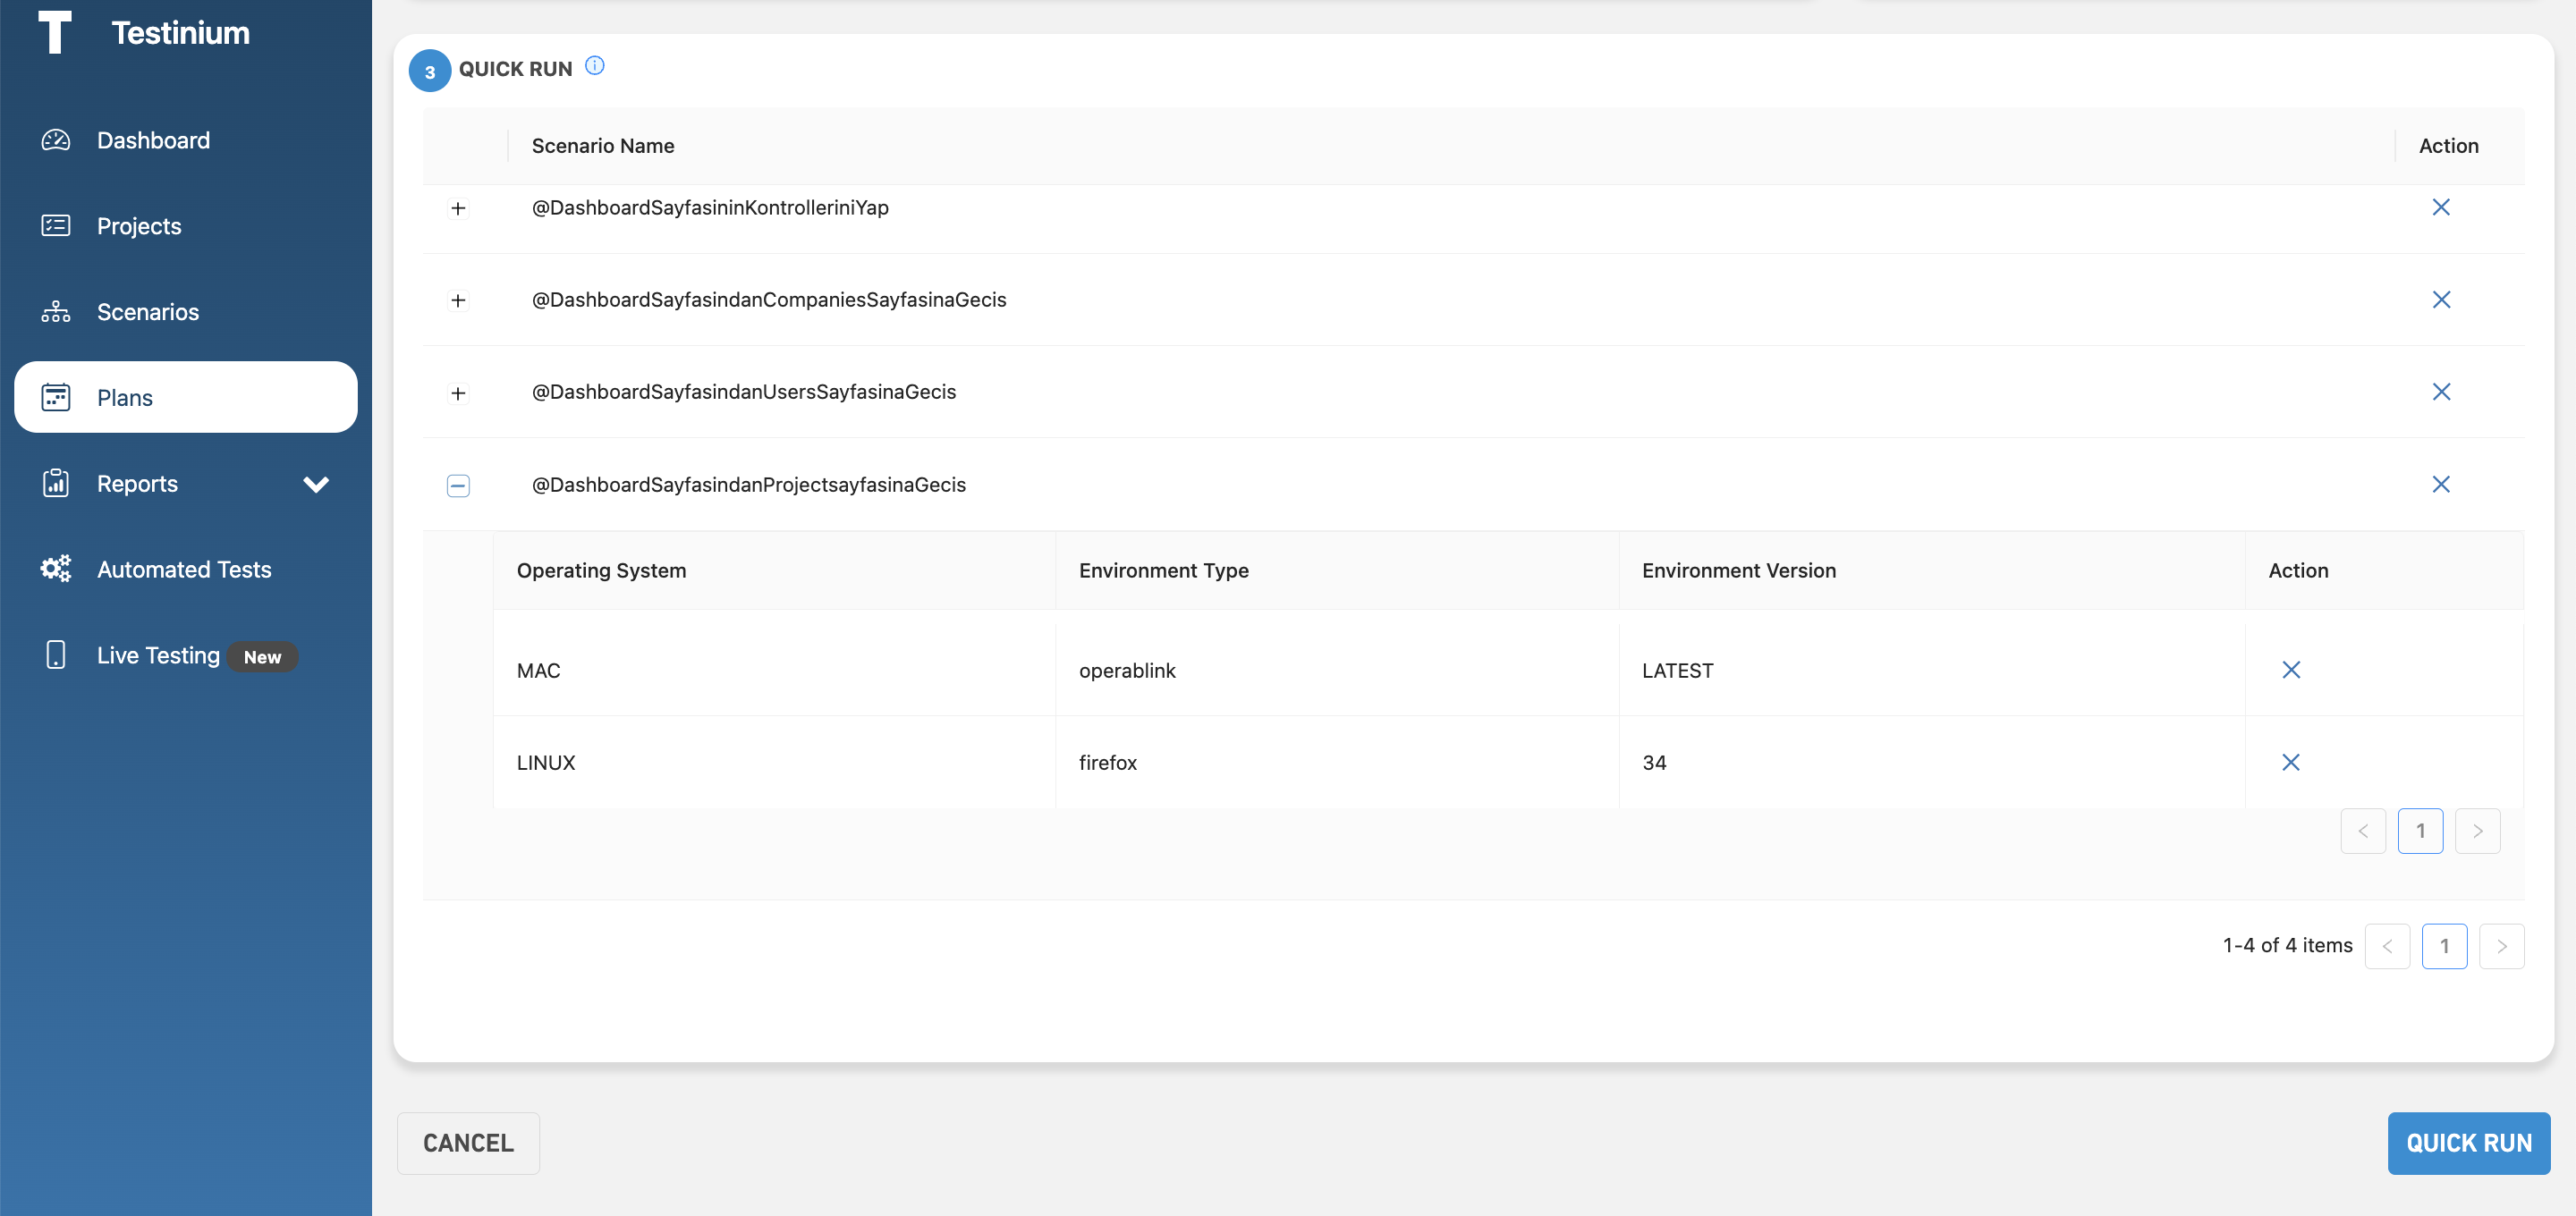 T Testinium
Dashboard
Projects
Scenarios
Plans
Reports
Automated Tests
Live Testing New
3 QUICK RUN
Scenario Name Action
@DashboardSayfasininKontrolleriniYap
@DashboardSayfasindanCompaniesSayfasinaGecis
@DashboardSayfasindanUsersSayfasinaGecis
@DashboardSayfasindanProjectsayfasinaGecis
Operating System Environment Type Environment Version Action
MAC operablink LATEST
LINUX firefox 34
< 1 >
1-4 of 4 items < 1 >
CANCEL QUICK RUN